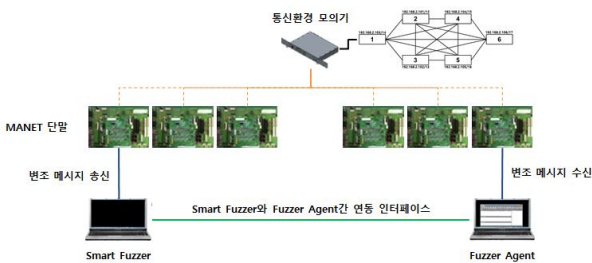 통신환경 모의기
1
2
4
3
5
6
MANET 단말
변조 메시지 송신
변조 메시지 수신
Smart Fuzzer와 Fuzzer Agent간 연동 인터페이스
Smart Fuzzer
Fuzzer Agent